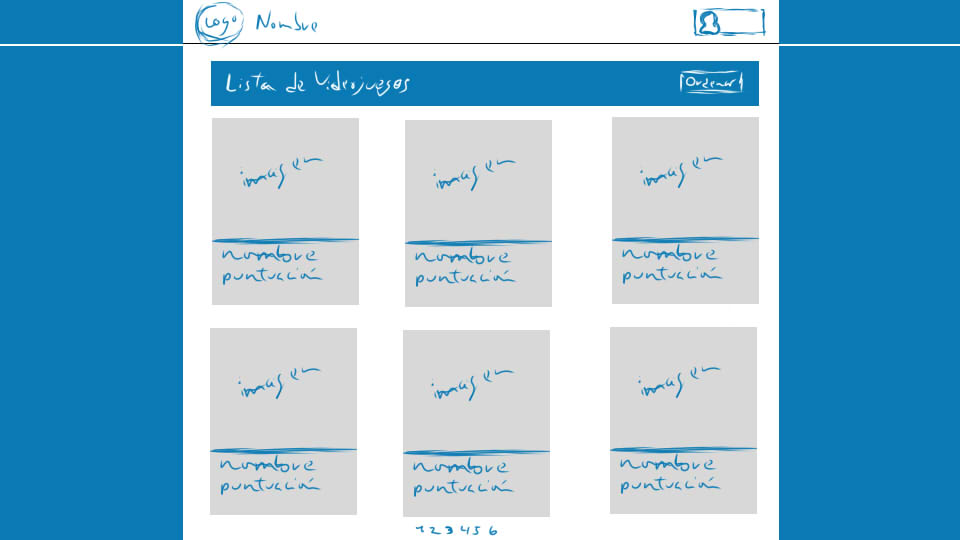 Logo Nombre
Lista de Videojuegos
Ordenar
imagen
imagen
imagen
nombre
puntuación
nombre
puntuación
nombre
puntuación
imagen
imagen
imagen
nombre
puntuación
nombre
puntuación
nombre
puntuación
1 2 3 4 5 6